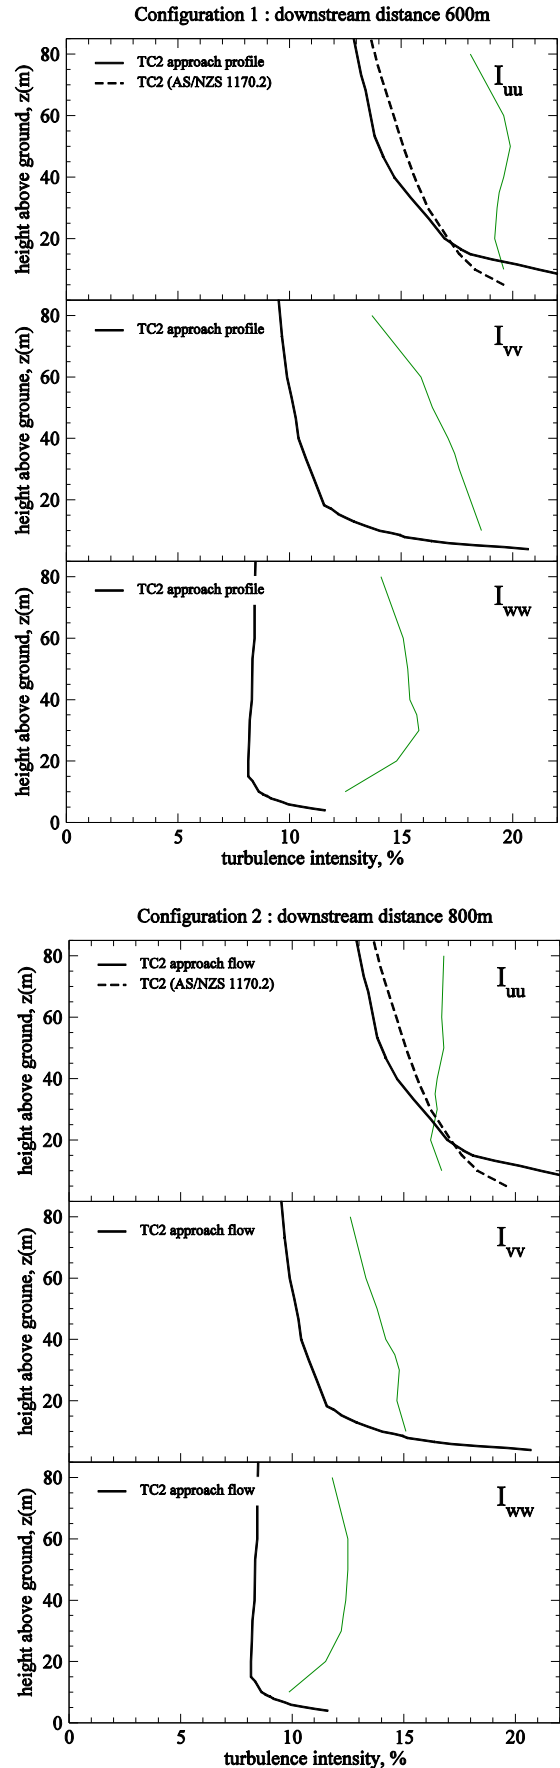 Configuration 1 : downstream distance 600m
80
60
40
20
height above ground, z(m)
TC2 approach profile
TC2 (AS/NZS 1170.2)
Iuu
80
60
40
20
height above groune, z(m)
TC2 approach profile
Ivv
80
60
40
20
0
height above ground, z(m)
TC2 approach profile
Iww
0 5 10 15 20
turbulence intensity, %
Configuration 2 : downstream distance 800m
80
60
40
20
height above ground, z(m)
TC2 approach flow
TC2 (AS/NZS 1170.2)
Iuu
80
60
40
20
height above groune, z(m)
TC2 approach flow
Ivv
80
60
40
20
0
height above ground, z(m)
TC2 approach flow
Iww
0 5 10 15 20
turbulence intensity, %